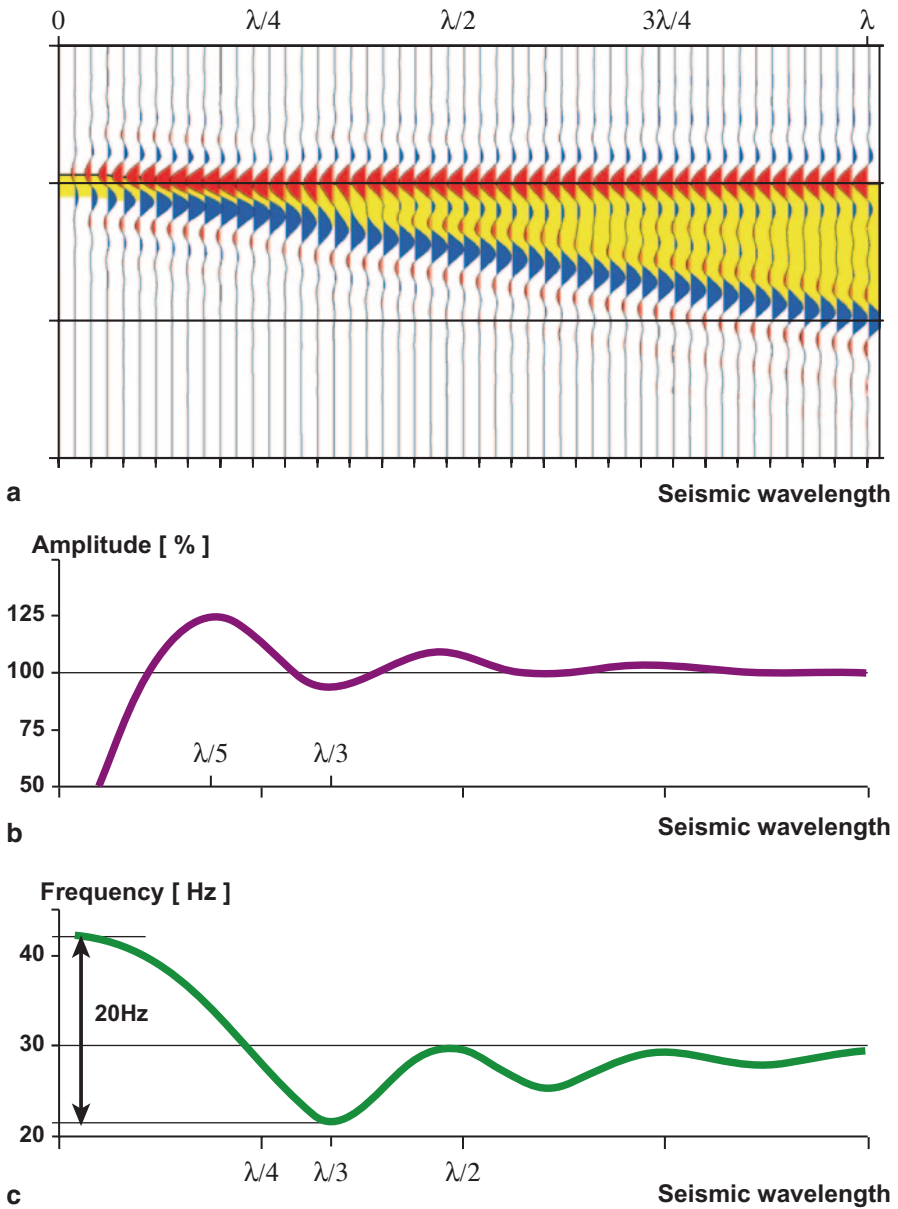 0 λ/4 λ/2 3λ/4 λ
a
Seismic wavelength
Amplitude [ % ]
125
100
75
λ/5 λ/3
50
b
Seismic wavelength
Frequency [ Hz ]
40
20Hz
30
20
λ/4 λ/3 λ/2
c
Seismic wavelength